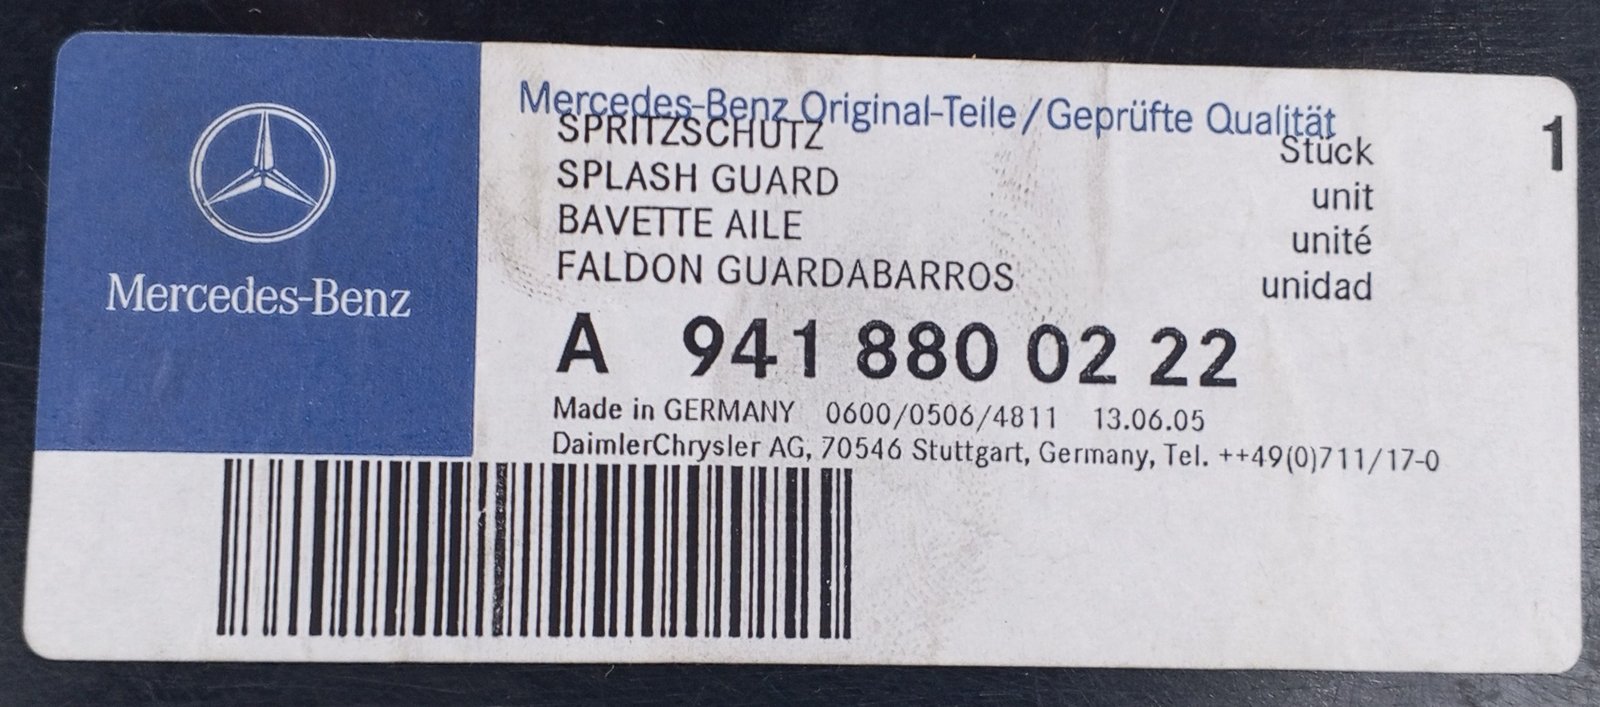 Mercedes-Benz
Mercedes-Benz Original-Teile/Geprüfte Qualität
SPRITZSCHUTZ Stück 1
SPLASH GUARD unit
BAVETTE AILE unité
FALDON GUARDABARROS unidad
A 941 880 02 22
Made in GERMANY 0600/0506/4811 13.06.05
DaimlerChrysler AG, 70546 Stuttgart, Germany, Tel. ++49(0)711/17-0